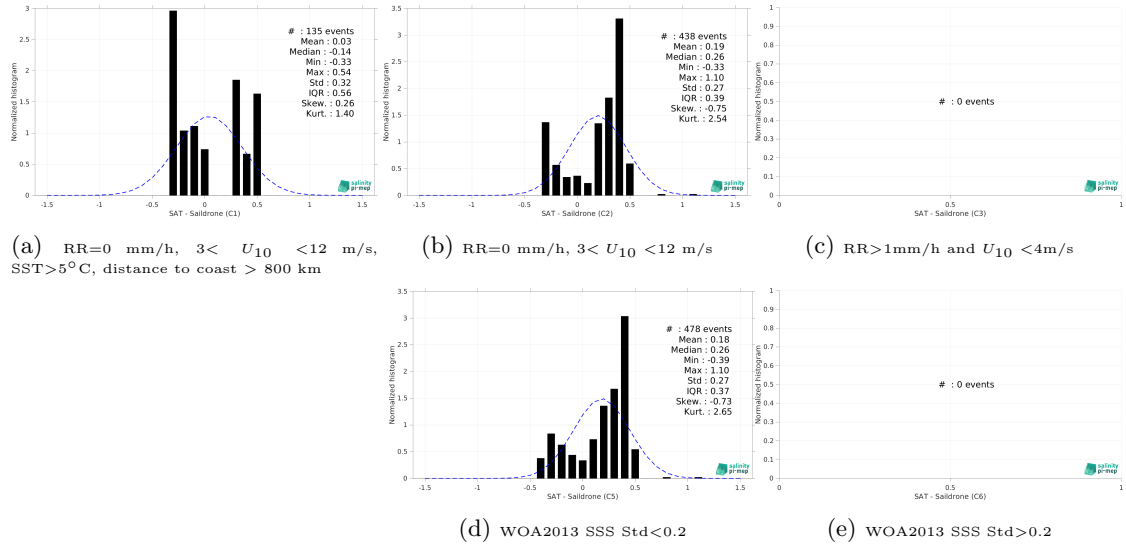 3
2.5
2
1.5
1
0.5
0
Normalized histogram
# : 135 events
Mean : 0.03
Median : -0.14
Min : -0.33
Max : 0.54
Std : 0.32
IQR : 0.56
Skew. : 0.26
Kurt. : 1.40
salinity
pi-mep
-1.5 -1 -0.5 0 0.5 1 1.5
SAT - Saildrone (C1)
(a) RR=0 mm/h, 3< U10 <12 m/s,
SST>5°C, distance to coast > 800 km
3.5
3
2.5
2
1.5
1
0.5
0
Normalized histogram
# : 438 events
Mean : 0.19
Median : 0.26
Min : -0.33
Max : 1.10
Std : 0.27
IQR : 0.39
Skew. : -0.75
Kurt. : 2.54
salinity
pi-mep
-1.5 -1 -0.5 0 0.5 1 1.5
SAT - Saildrone (C2)
(b) RR=0 mm/h, 3< U10 <12 m/s
1
0.9
0.8
0.7
0.6
0.5
0.4
0.3
0.2
0.1
0
Normalized histogram
# : 0 events
salinity
pi-mep
0 0.5 1
SAT - Saildrone (C3)
(c) RR>1mm/h and U10 <4m/s
3.5
3
2.5
2
1.5
1
0.5
0
Normalized histogram
# : 478 events
Mean : 0.18
Median : 0.26
Min : -0.39
Max : 1.10
Std : 0.27
IQR : 0.37
Skew. : -0.73
Kurt. : 2.65
salinity
pi-mep
-1.5 -1 -0.5 0 0.5 1 1.5
SAT - Saildrone (C5)
(d) WOA2013 SSS Std<0.2
1
0.9
0.8
0.7
0.6
0.5
0.4
0.3
0.2
0.1
0
Normalized histogram
# : 0 events
salinity
pi-mep
0 0.5 1
SAT - Saildrone (C6)
(e) WOA2013 SSS Std>0.2